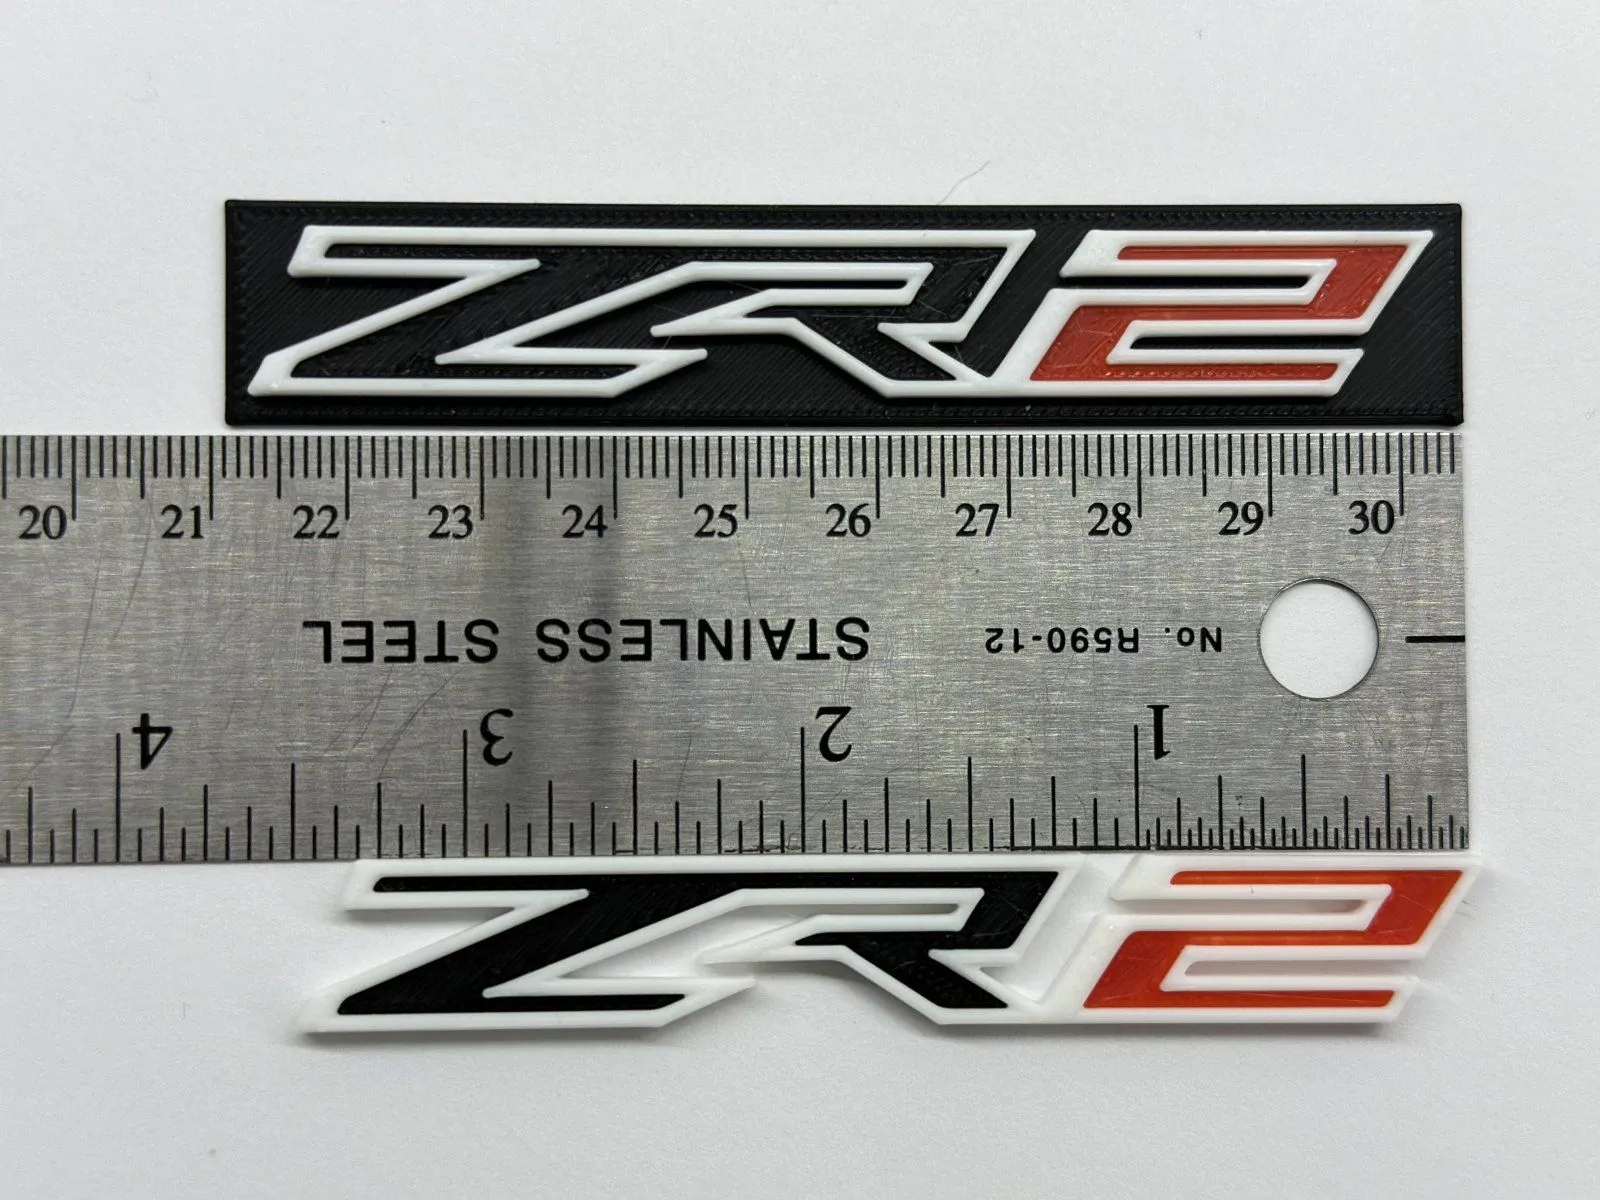 ZR2
20 21 22 23 24 25 26 27 28 29 30
No. R590-12 STAINLESS STEEL
1 2 3 4
ZR2